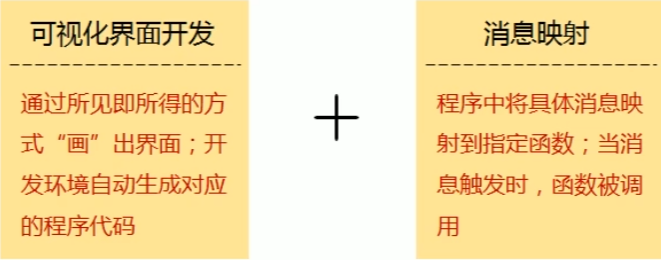 可视化界面开发
通过所见即所得的方
式“画”出界面；开
发环境自动生成对应
的程序代码
+
消息映射
程序中将具体消息映
射到指定函数；当消
息触发时，函数被调
用